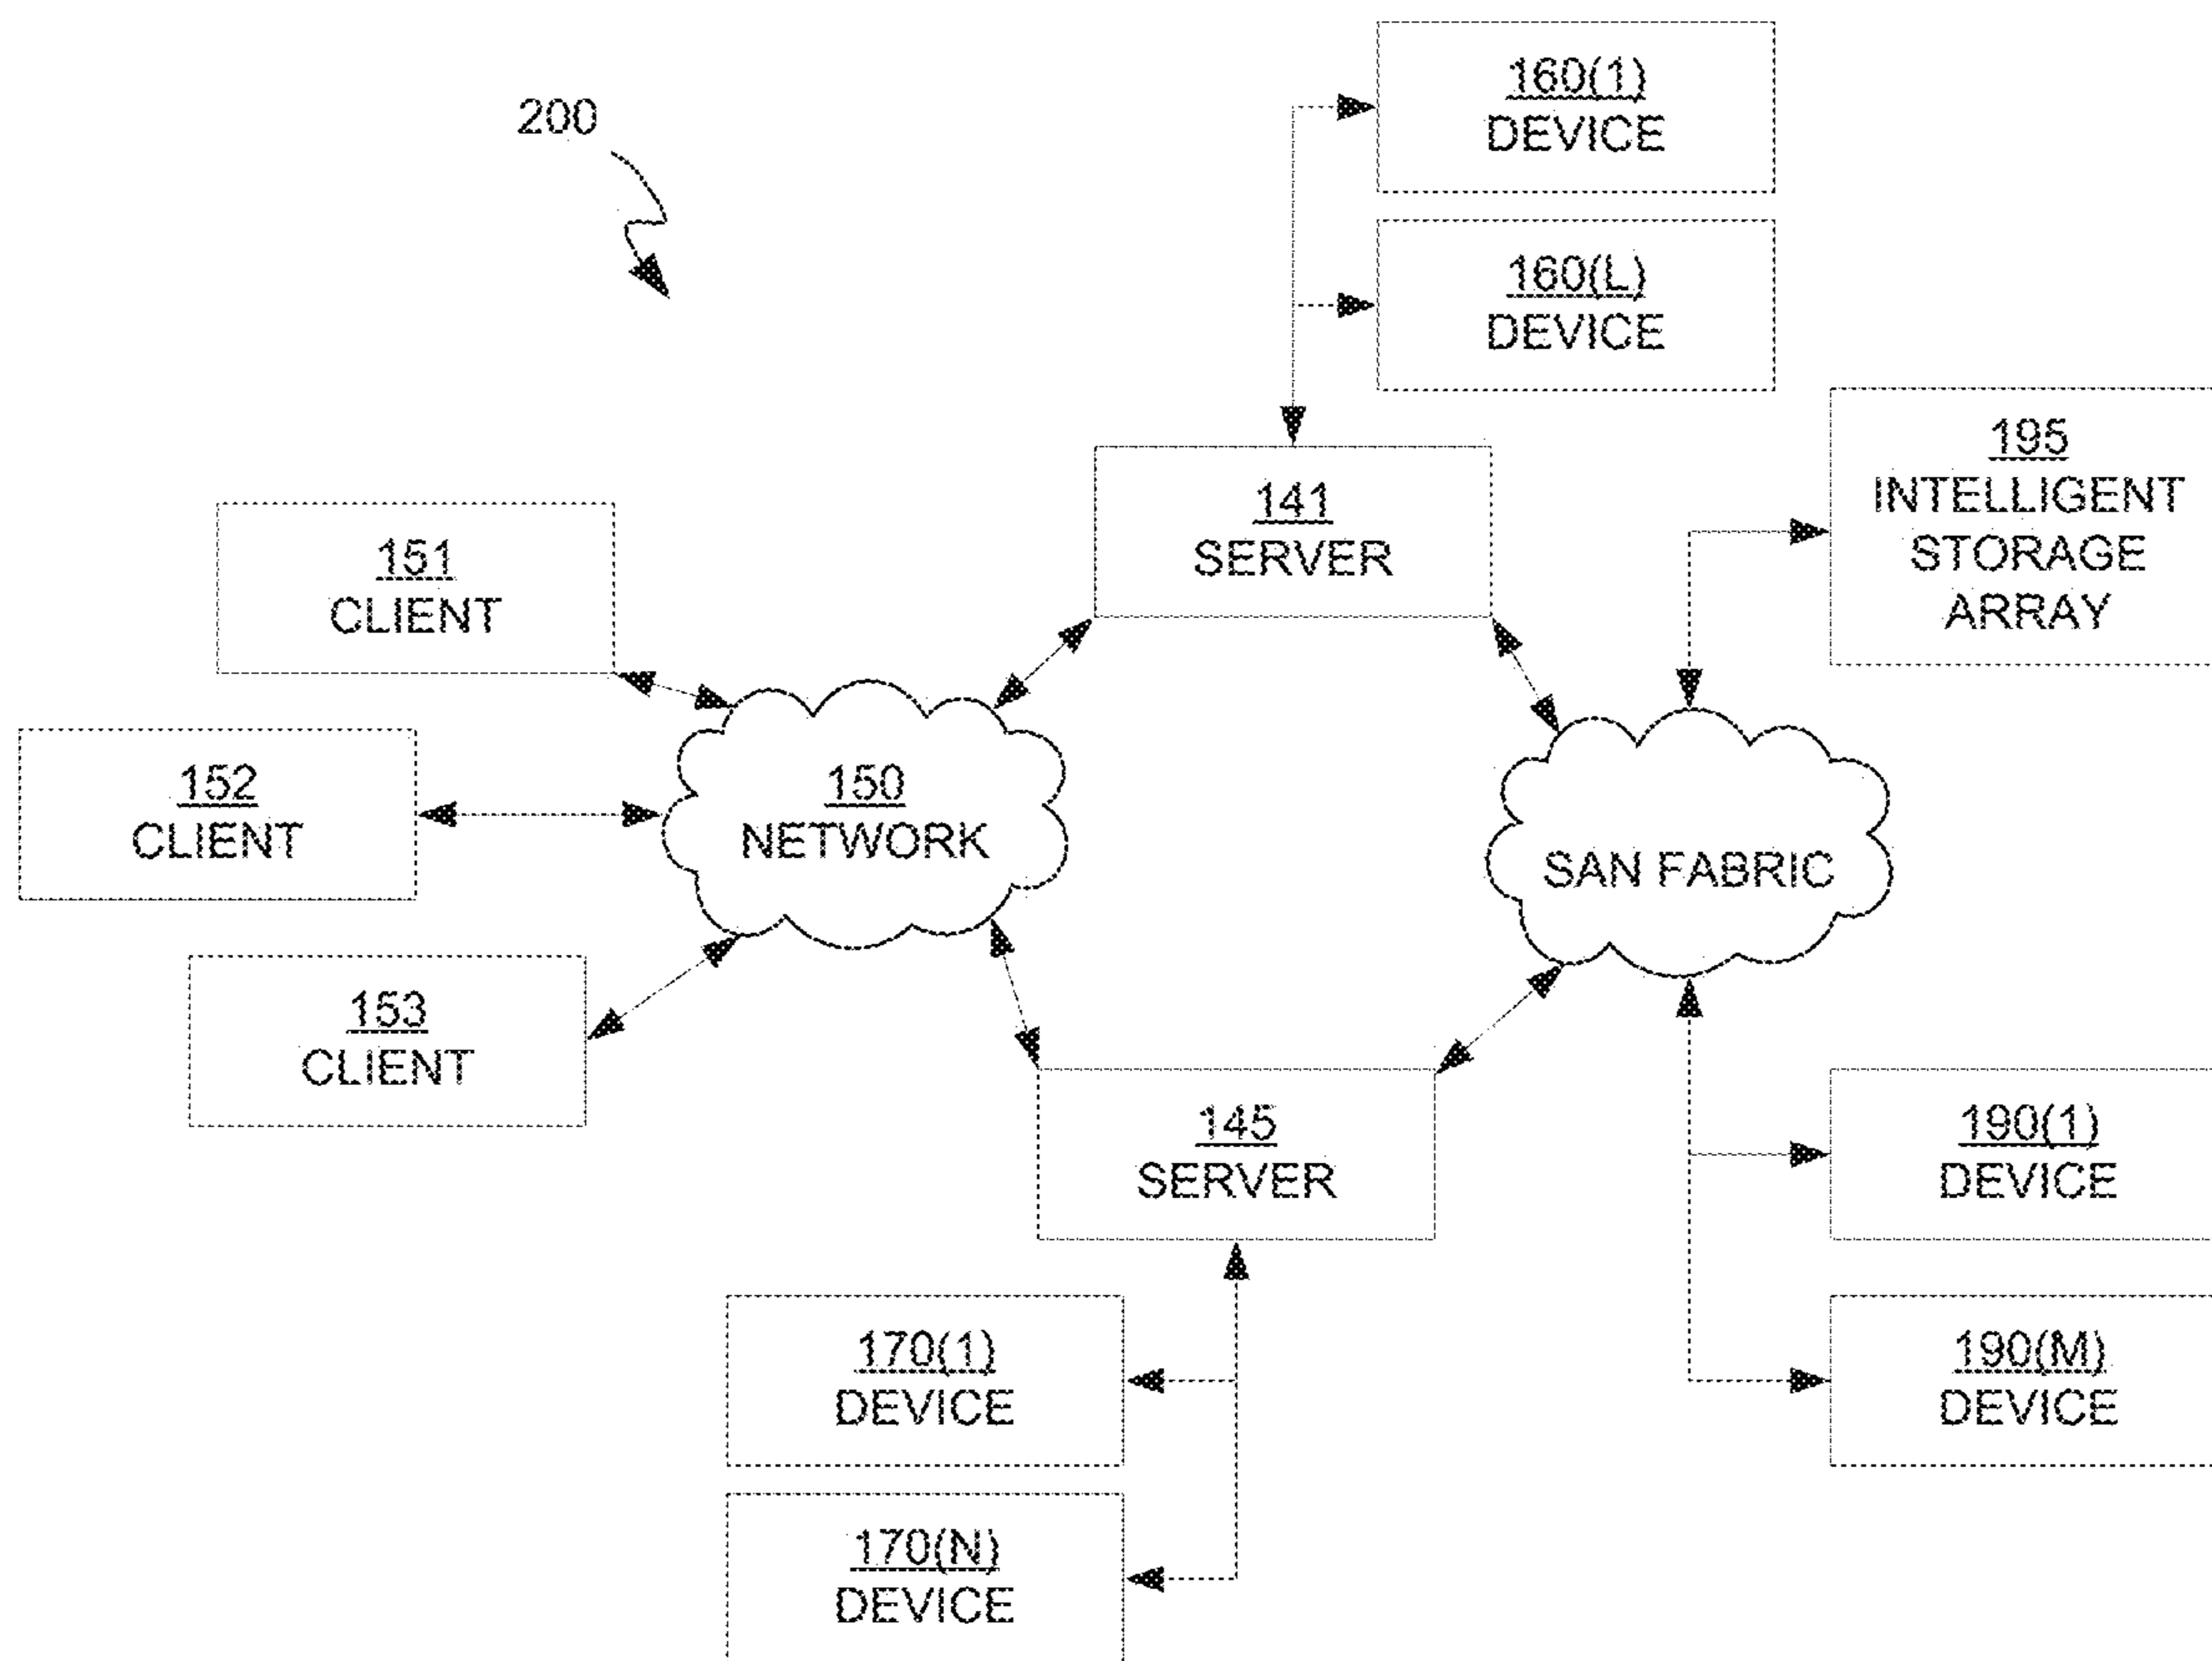 200
160(1)
DEVICE
160(L)
DEVICE
195
INTELLIGENT
STORAGE
ARRAY
141
SERVER
151
CLIENT
152
CLIENT
150
NETWORK
SAN FABRIC
153
CLIENT
145
SERVER
190(1)
DEVICE
170(1)
DEVICE
190(M)
DEVICE
170(N)
DEVICE